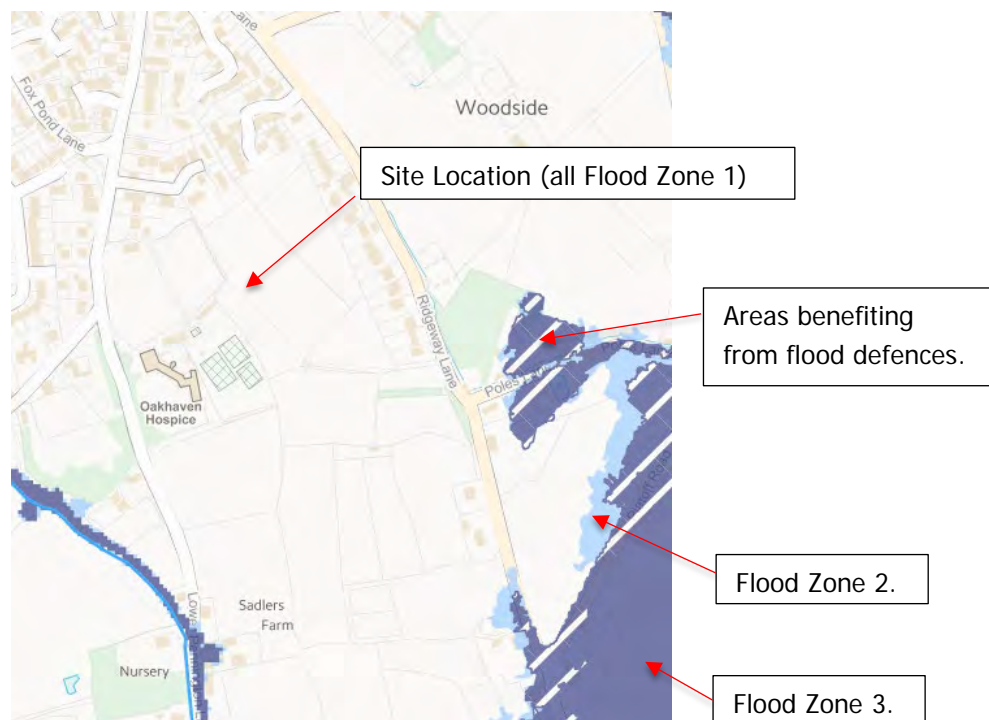 Lane
Fox Pond Lane
Woodside
Site Location (all Flood Zone 1)
Ridgeway Lane
Areas benefiting
from flood defences.
Poles
Oakhaven
Hospice
Flood Zone 2.
Sadlers
Farm
Nursery
Flood Zone 3.